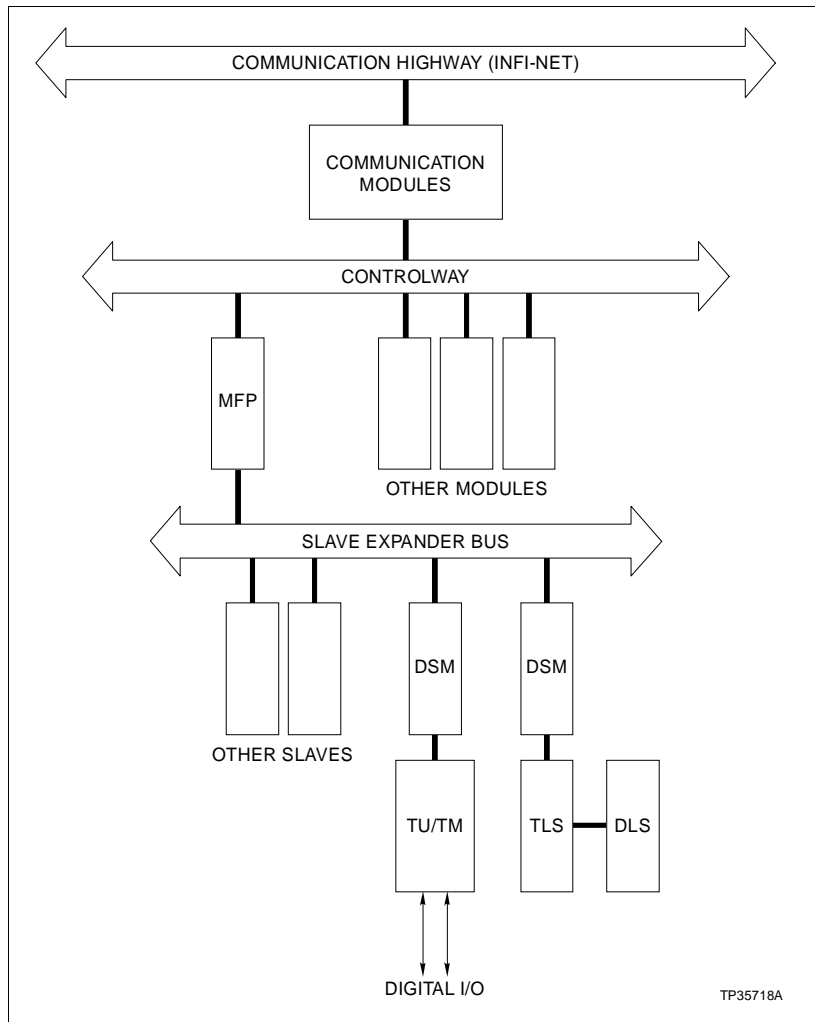 COMMUNICATION HIGHWAY (INFI-NET)
COMMUNICATION
MODULES
CONTROLWAY
MFP
OTHER MODULES
SLAVE EXPANDER BUS
DSM
DSM
OTHER SLAVES
TU/TM
TLS
DLS
DIGITAL I/O
TP35718A